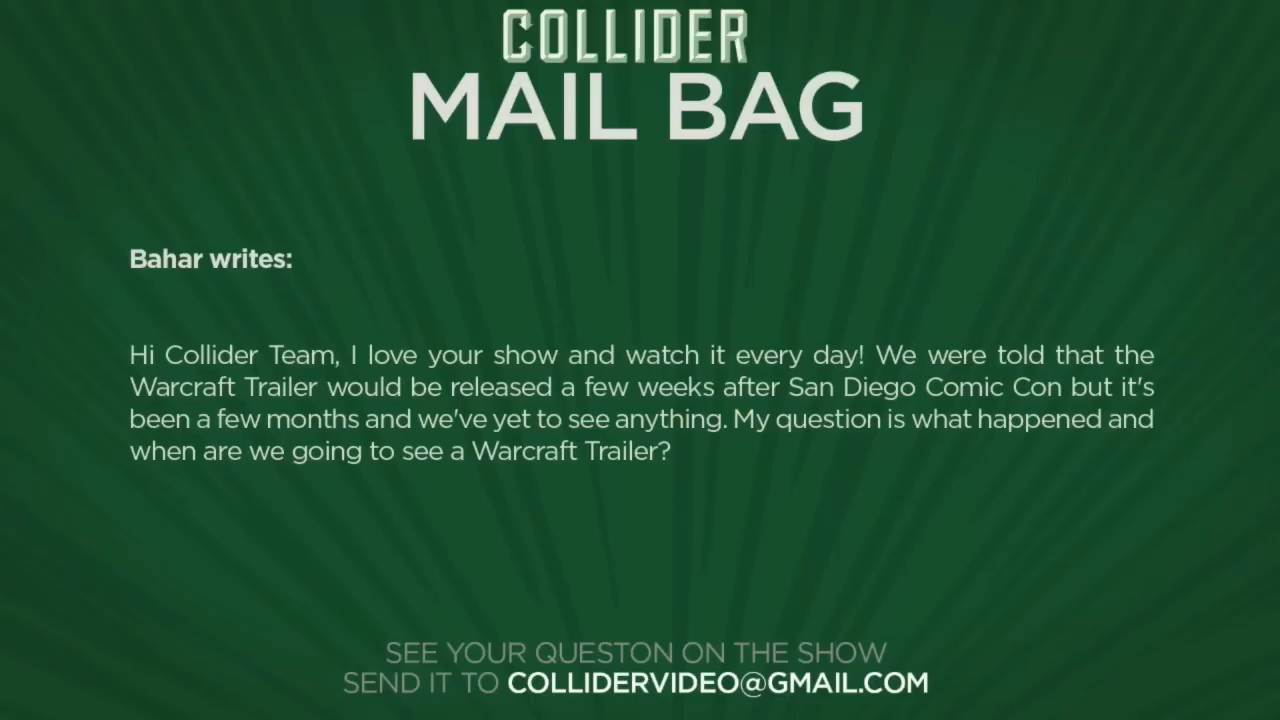 COLLIDER
MAIL BAG
Bahar writes:
Hi Collider Team, I love your show and watch it every day! We were told that the
Warcraft Trailer would be released a few weeks after San Diego Comic Con but it's
been a few months and we've yet to see anything. My question is what happened and
when are we going to see a Warcraft Trailer?
SEE YOUR QUESTON ON THE SHOW
SEND IT TO COLLIDERVIDEO@GMAIL.COM